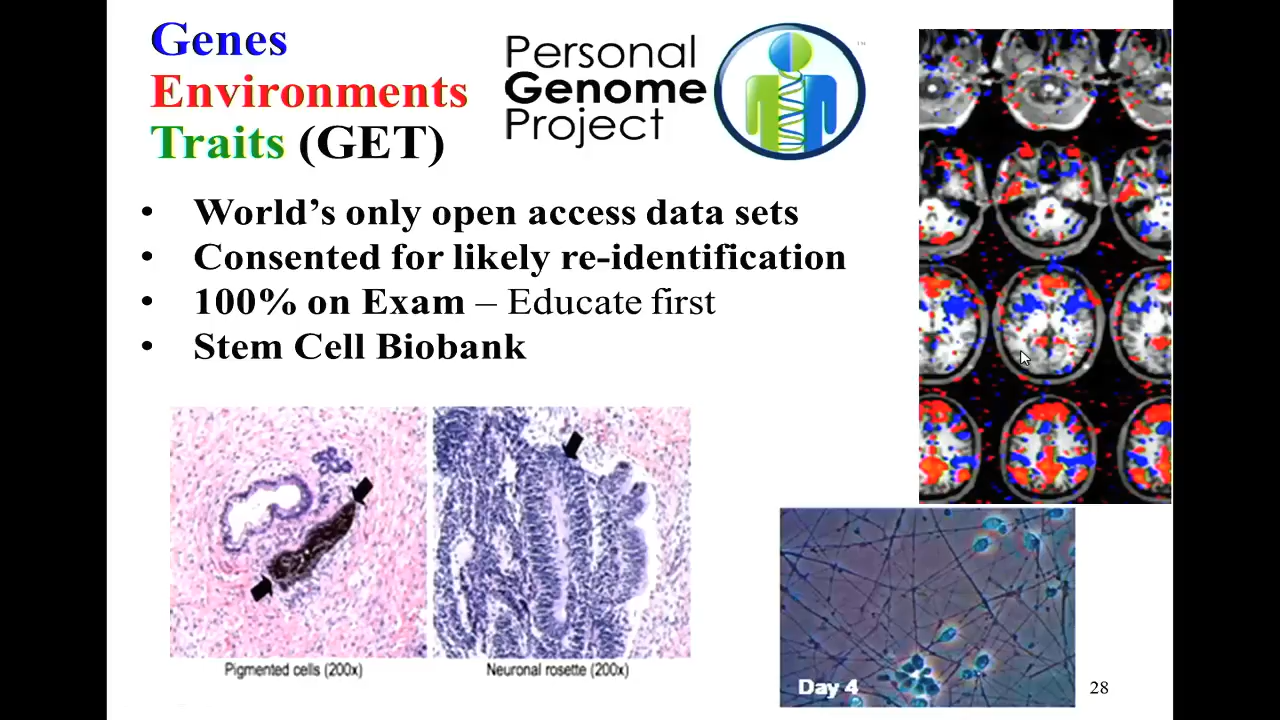 Genes
Environments
Traits (GET)
Personal
Genome
Project
TM
• World's only open access data sets
• Consented for likely re-identification
• 100% on Exam – Educate first
• Stem Cell Biobank
Pigmented cells (200x)
Neuronal rosette (200x)
Day 4
28